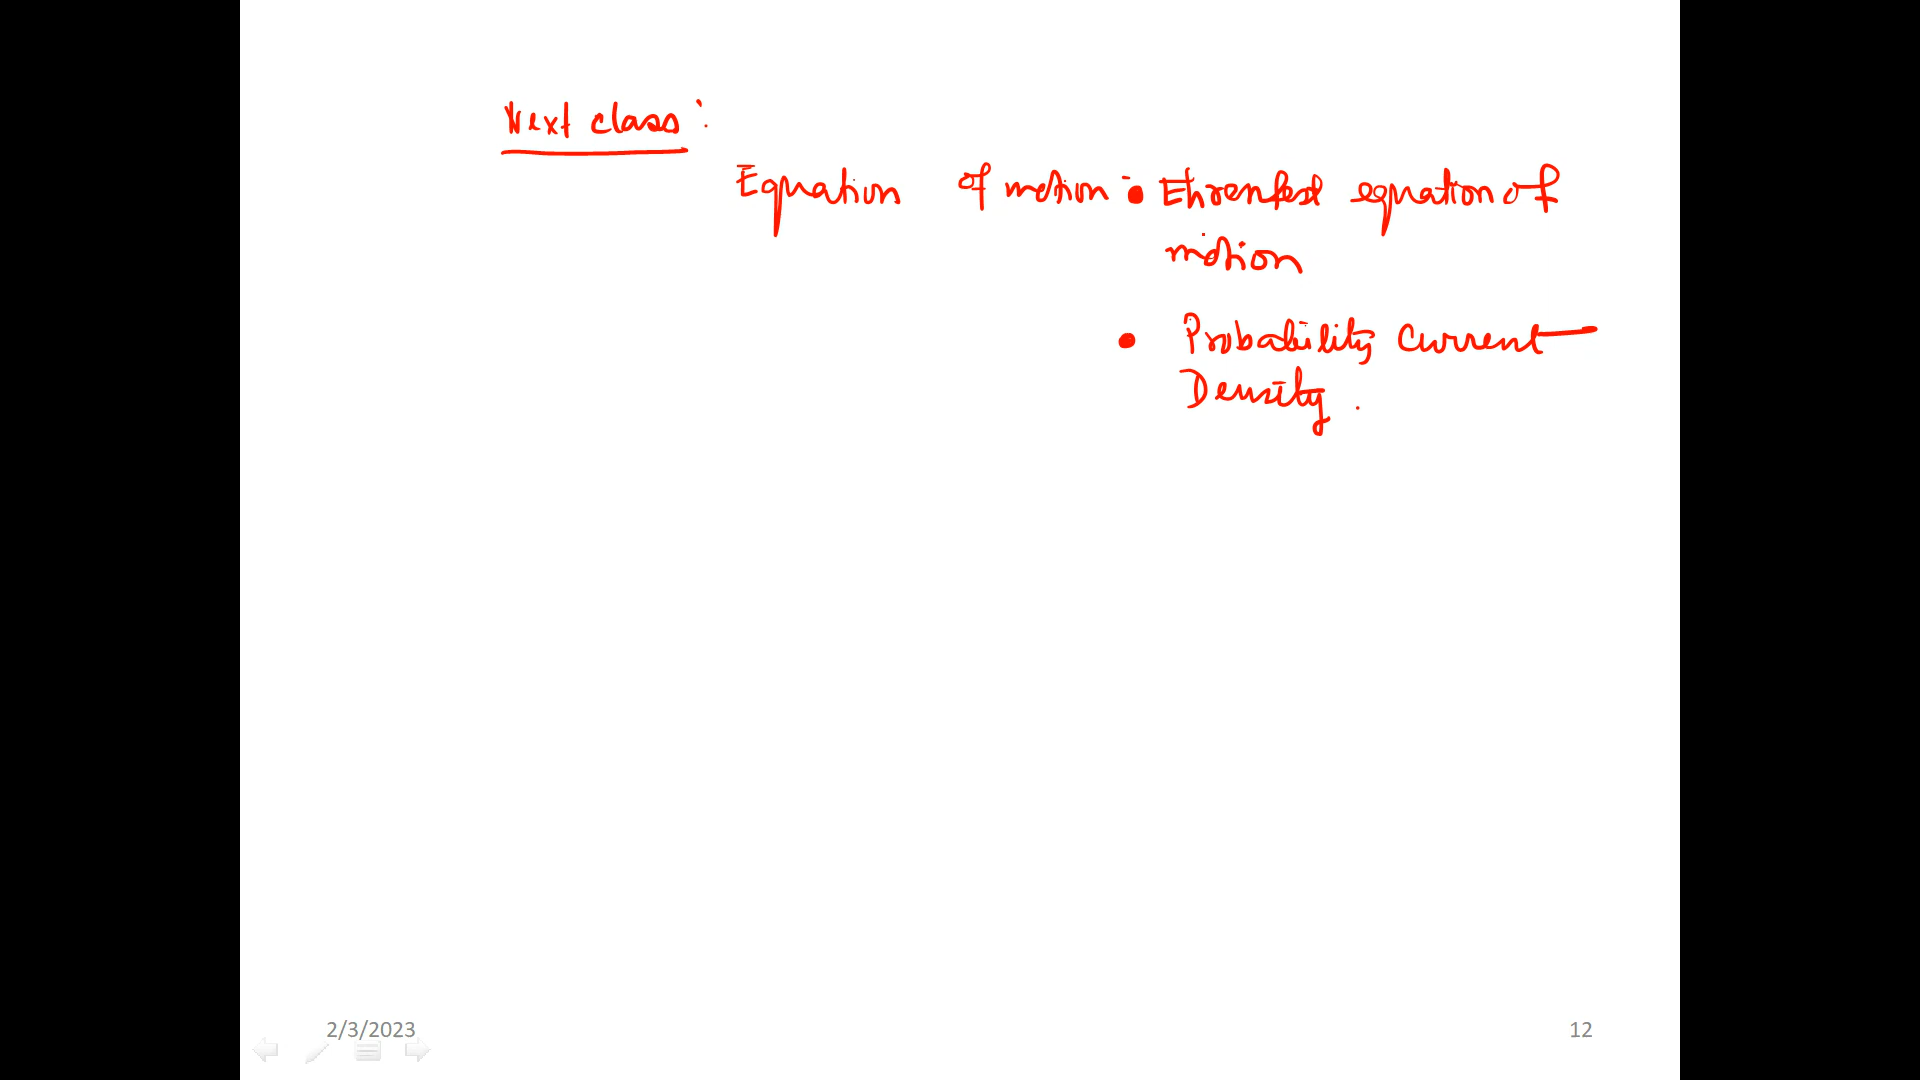 Next class :
Equation of motion • Ehrenfest equation of
motion
• Probability Current
Density .
2/3/2023
12